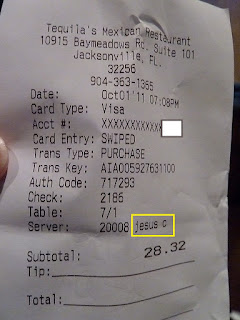 Tequila's Mexican Restaurant
10915 Baymeadows Rd. Suite 101
Jacksonville, FL.
32256
904-363-1365
Date: Oct01'11 07:08PM
Card Type: Visa
Acct #: XXXXXXXXXXXX
Card Entry: SWIPED
Trans Type: PURCHASE
Trans Key: AIA005927631100
Auth Code: 717293
Check: 2186
Table: 7/1
Server: 20008 jesus c
Subtotal: 28.32
Tip:
Total: